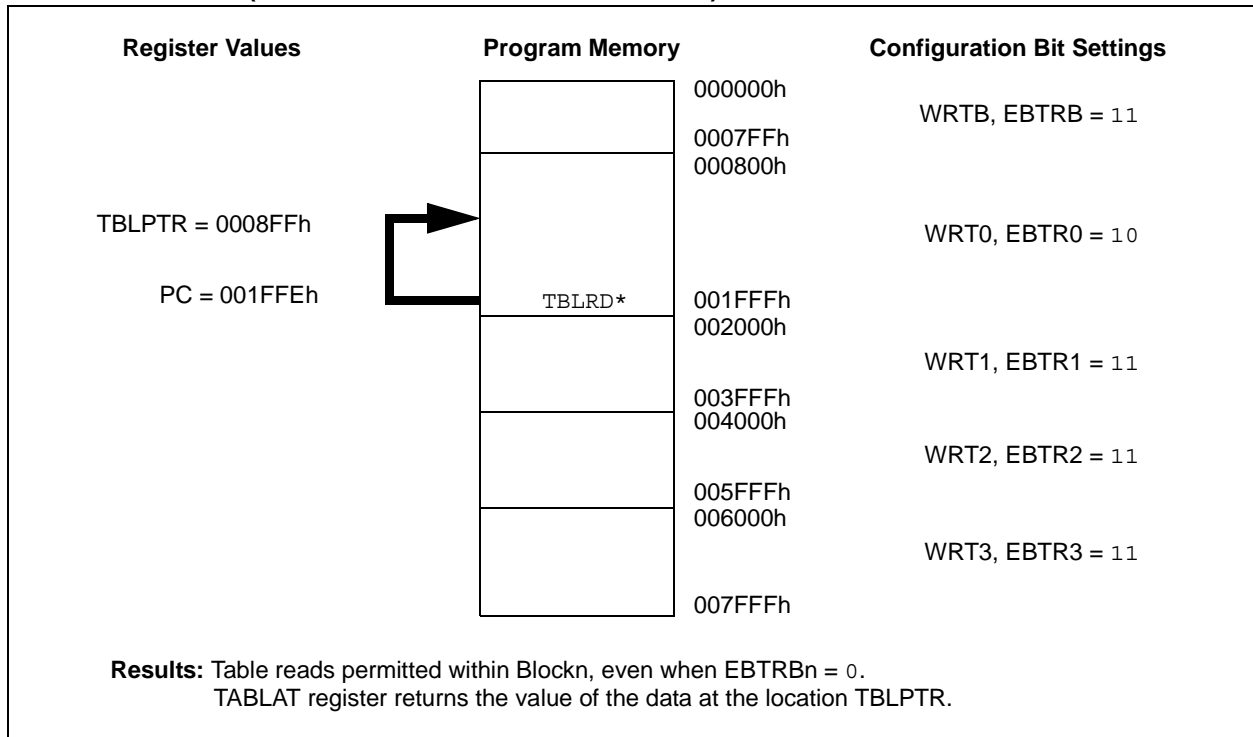 Register Values Program Memory Configuration Bit Settings
000000h
WRTB, EBTRB = 11
0007FFh
000800h
TBLPTR = 0008FFh
WRT0, EBTR0 = 10
PC = 001FFEh
TBLRD*
001FFFh
002000h
WRT1, EBTR1 = 11
003FFFh
004000h
WRT2, EBTR2 = 11
005FFFh
006000h
WRT3, EBTR3 = 11
007FFFh
Results: Table reads permitted within Blockn, even when EBTRBn = 0.
TABLAT register returns the value of the data at the location TBLPTR.